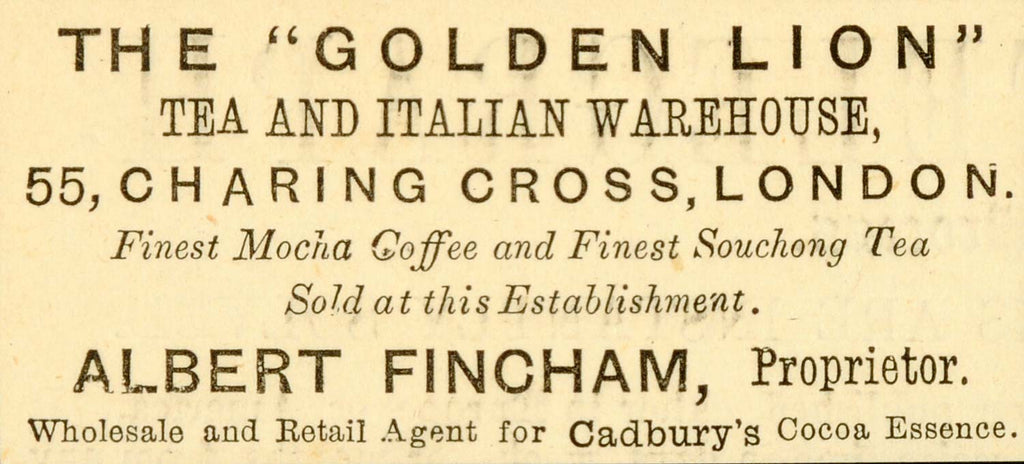 THE "GOLDEN LION"
TEA AND ITALIAN WAREHOUSE,
55, CHARING CROSS, LONDON.
Finest Mocha Coffee and Finest Souchong Tea
Sold at this Establishment.
ALBERT FINCHAM, Proprietor.
Wholesale and Retail Agent for Cadbury's Cocoa Essence.